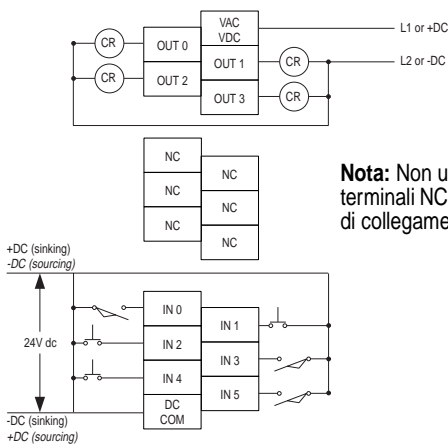 VAC
VDC
L1 or +DC
CR
OUT 0
OUT 1
CR
L2 or -DC
CR
OUT 2
OUT 3
CR
NC
NC
NC
NC
NC
NC
Nota: Non
terminali NC
di
+DC (sinking)
-DC (sourcing)
24V dc
IN 0
IN 1
IN 2
IN 3
IN 4
IN 5
DC
COM
-DC (sinking)
+DC (sourcing)